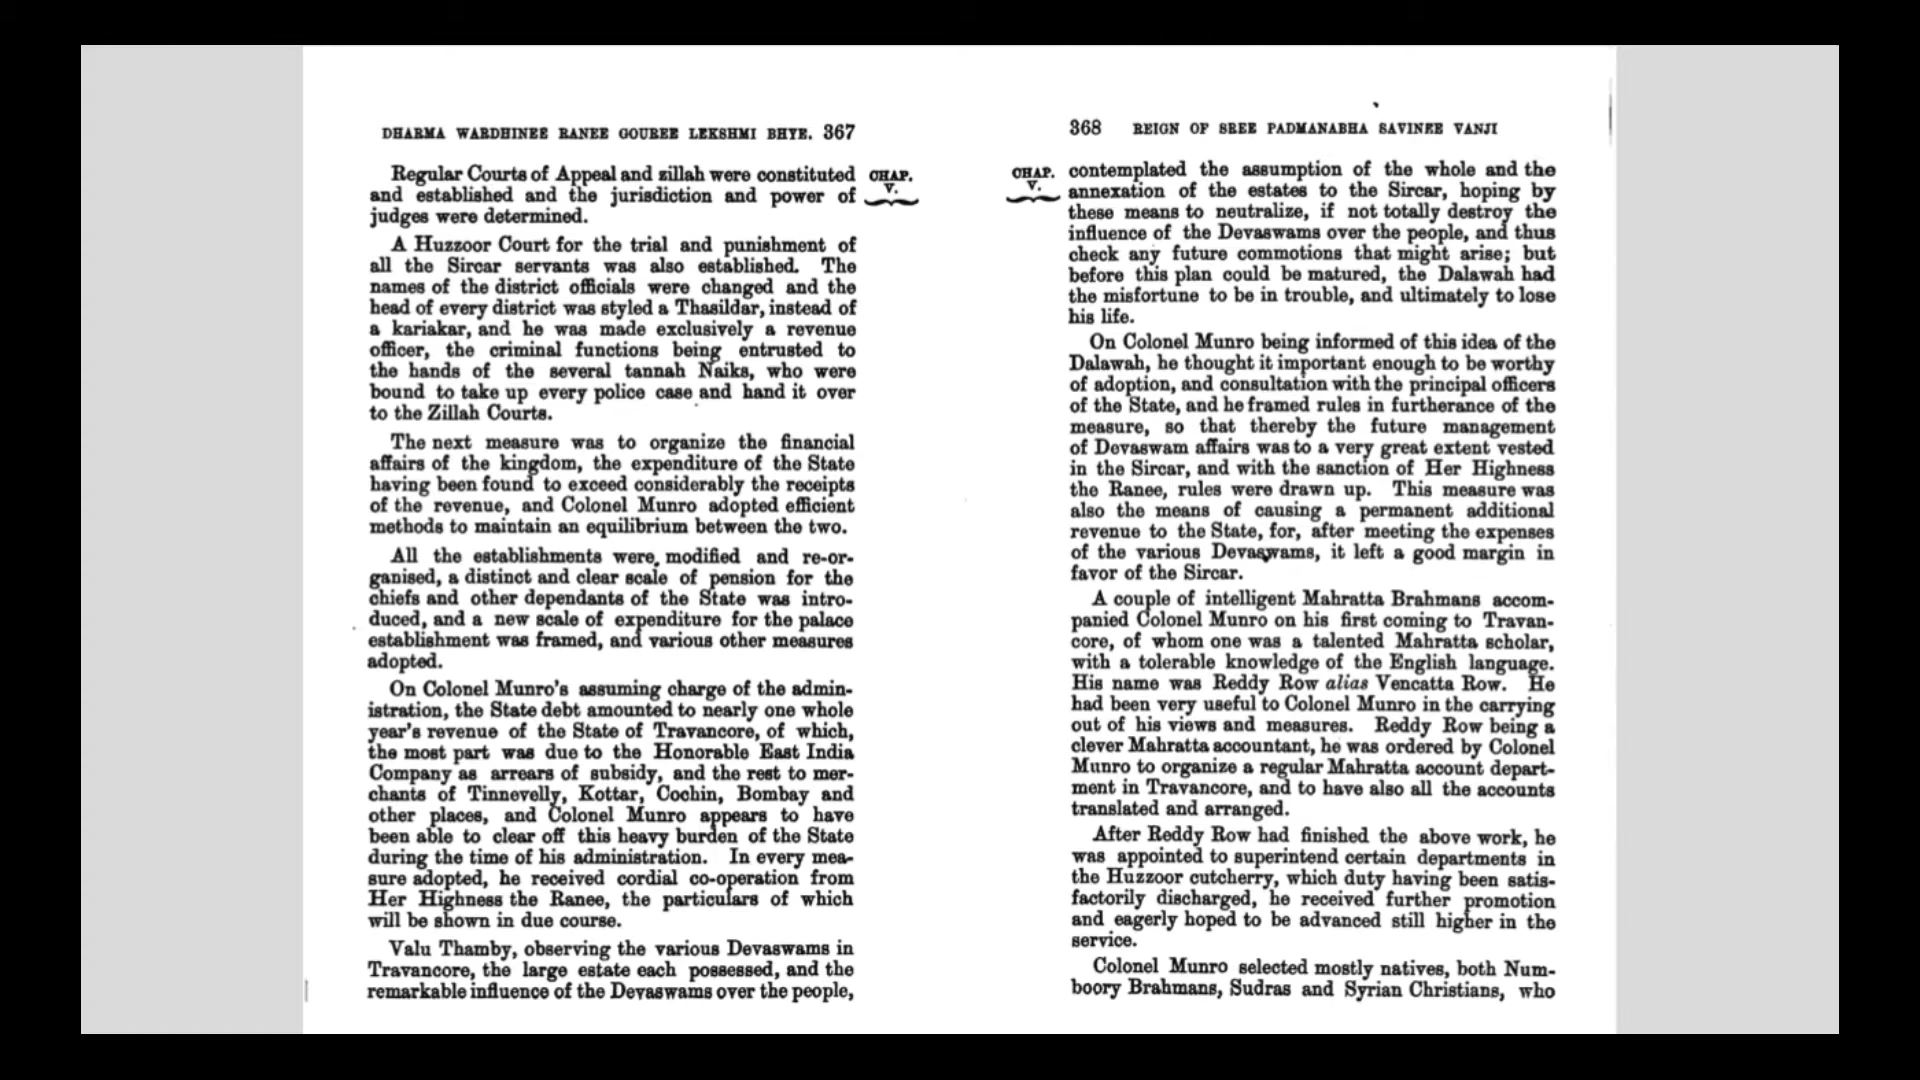 DHARMA WARDHINEE RANEE GOUREE LEKSHMI BHYE. 367
Regular Courts of Appeal and zillah were constituted
and established and the jurisdiction and power of
judges were determined.
CHAP.
V.
A Huzzoor Court for the trial and punishment of
all the Sircar servants was also established. The
names of the district officials were changed and the
head of every district was styled a Thasildar, instead of
a kariakar, and he was made exclusively a revenue
officer, the criminal functions being entrusted to
the hands of the several tannah Naiks, who were
bound to take up every police case and hand it over
to the Zillah Courts.
The next measure was to organize the financial
affairs of the kingdom, the expenditure of the State
having been found to exceed considerably the receipts
of the revenue, and Colonel Munro adopted efficient
methods to maintain an equilibrium between the two.
All the establishments were modified and re-or-
ganised, a distinct and clear scale of pension for the
chiefs and other dependants of the State was intro-
duced, and a new scale of expenditure for the palace
establishment was framed, and various other measures
adopted.
On Colonel Munro's assuming charge of the admin-
istration, the State debt amounted to nearly one whole
year's revenue of the State of Travancore, of which,
the most part was due to the Honorable East India
Company as arrears of subsidy, and the rest to mer-
chants of Tinnevelly, Kottar, Cochin, Bombay and
other places, and Colonel Munro appears to have
been able to clear off this heavy burden of the State
during the time of his administration. In every mea-
sure adopted, he received cordial co-operation from
Her Highness the Ranee, the particulars of which
will be shown in due course.
Valu Thamby, observing the various Devaswams in
Travancore, the large estate each possessed, and the
remarkable influence of the Devaswams over the people,
368 REIGN OF SREE PADMANABHA SAVINEE VANJI
CHAP.
V.
contemplated the assumption of the whole and the
annexation of the estates to the Sircar, hoping by
these means to neutralize, if not totally destroy the
influence of the Devaswams over the people, and thus
check any future commotions that might arise; but
before this plan could be matured, the Dalawah had
the misfortune to be in trouble, and ultimately to lose
his life.
On Colonel Munro being informed of this idea of the
Dalawah, he thought it important enough to be worthy
of adoption, and consultation with the principal officers
of the State, and he framed rules in furtherance of the
measure, so that thereby the future management
of Devaswam affairs was to a very great extent vested
in the Sircar, and with the sanction of Her Highness
the Ranee, rules were drawn up. This measure was
also the means of causing a permanent additional
revenue to the State, for, after meeting the expenses
of the various Devaswams, it left a good margin in
favor of the Sircar.
A couple of intelligent Mahratta Brahmans accom-
panied Colonel Munro on his first coming to Travan-
core, of whom one was a talented Mahratta scholar,
with a tolerable knowledge of the English language.
His name was Reddy Row alias Vencatta Row. He
had been very useful to Colonel Munro in the carrying
out of his views and measures. Reddy Row being a
clever Mahratta accountant, he was ordered by Colonel
Munro to organize a regular Mahratta account depart-
ment in Travancore, and to have also all the accounts
translated and arranged.
After Reddy Row had finished the above work, he
was appointed to superintend certain departments in
the Huzzoor cutcherry, which duty having been satis-
factorily discharged, he received further promotion
and eagerly hoped to be advanced still higher in the
service.
Colonel Munro selected mostly natives, both Num-
boory Brahmans, Sudras and Syrian Christians, who